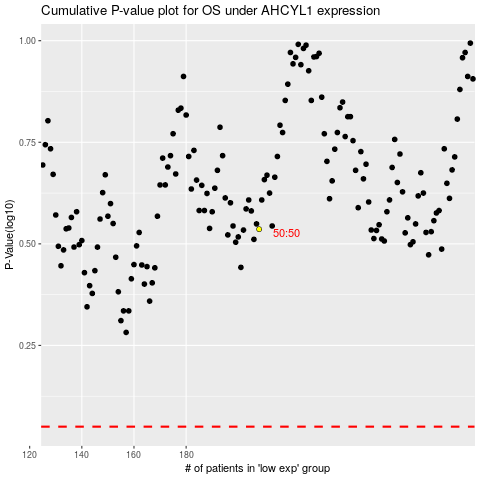 Cumulative P-value plot for OS under AHCYL1 expression
P-Value(log10)
1.00
0.75
0.50
0.25
50:50
120 140 160 180
# of patients in 'low exp' group